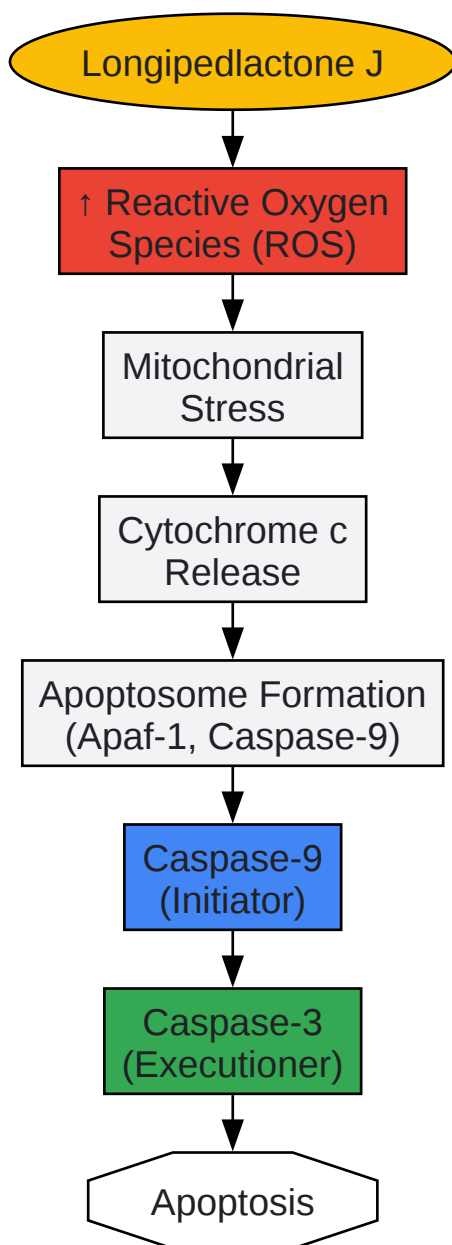 Longipedlactone J
↑ Reactive Oxygen
Species (ROS)
Mitochondrial
Stress
Cytochrome c
Release
Apoptosome Formation
(Apaf-1, Caspase-9)
Caspase-9
(Initiator)
Caspase-3
(Executioner)
Apoptosis